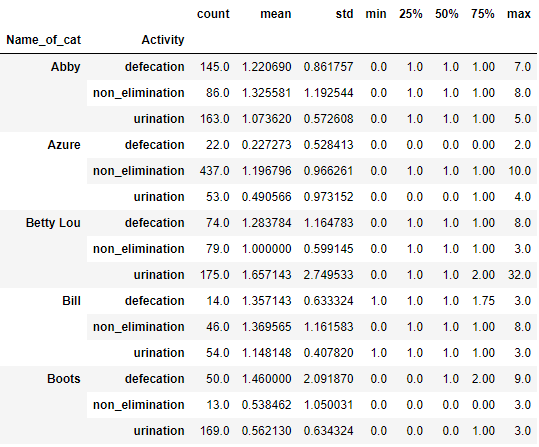 count mean std min 25% 50% 75% max
Name_of_cat Activity
Abby defecation 145.0 1.220690 0.861757 0.0 1.0 1.0 1.00 7.0
non_elimination 86.0 1.325581 1.192544 0.0 1.0 1.0 1.00 8.0
urination 163.0 1.073620 0.572608 0.0 1.0 1.0 1.00 5.0
Azure defecation 22.0 0.227273 0.528413 0.0 0.0 0.0 0.00 2.0
non_elimination 437.0 1.196796 0.966261 0.0 1.0 1.0 1.00 10.0
urination 53.0 0.490566 0.973152 0.0 0.0 0.0 1.00 4.0
Betty Lou defecation 74.0 1.283784 1.164783 0.0 1.0 1.0 1.00 8.0
non_elimination 79.0 1.000000 0.599145 0.0 1.0 1.0 1.00 3.0
urination 175.0 1.657143 2.749533 0.0 1.0 1.0 2.00 32.0
Bill defecation 14.0 1.357143 0.633324 1.0 1.0 1.0 1.75 3.0
non_elimination 46.0 1.369565 1.161583 0.0 1.0 1.0 1.00 8.0
urination 54.0 1.148148 0.407820 1.0 1.0 1.0 1.00 3.0
Boots defecation 50.0 1.460000 2.091870 0.0 0.0 1.0 2.00 9.0
non_elimination 13.0 0.538462 1.050031 0.0 0.0 0.0 0.00 3.0
urination 169.0 0.562130 0.634324 0.0 0.0 1.0 1.00 3.0